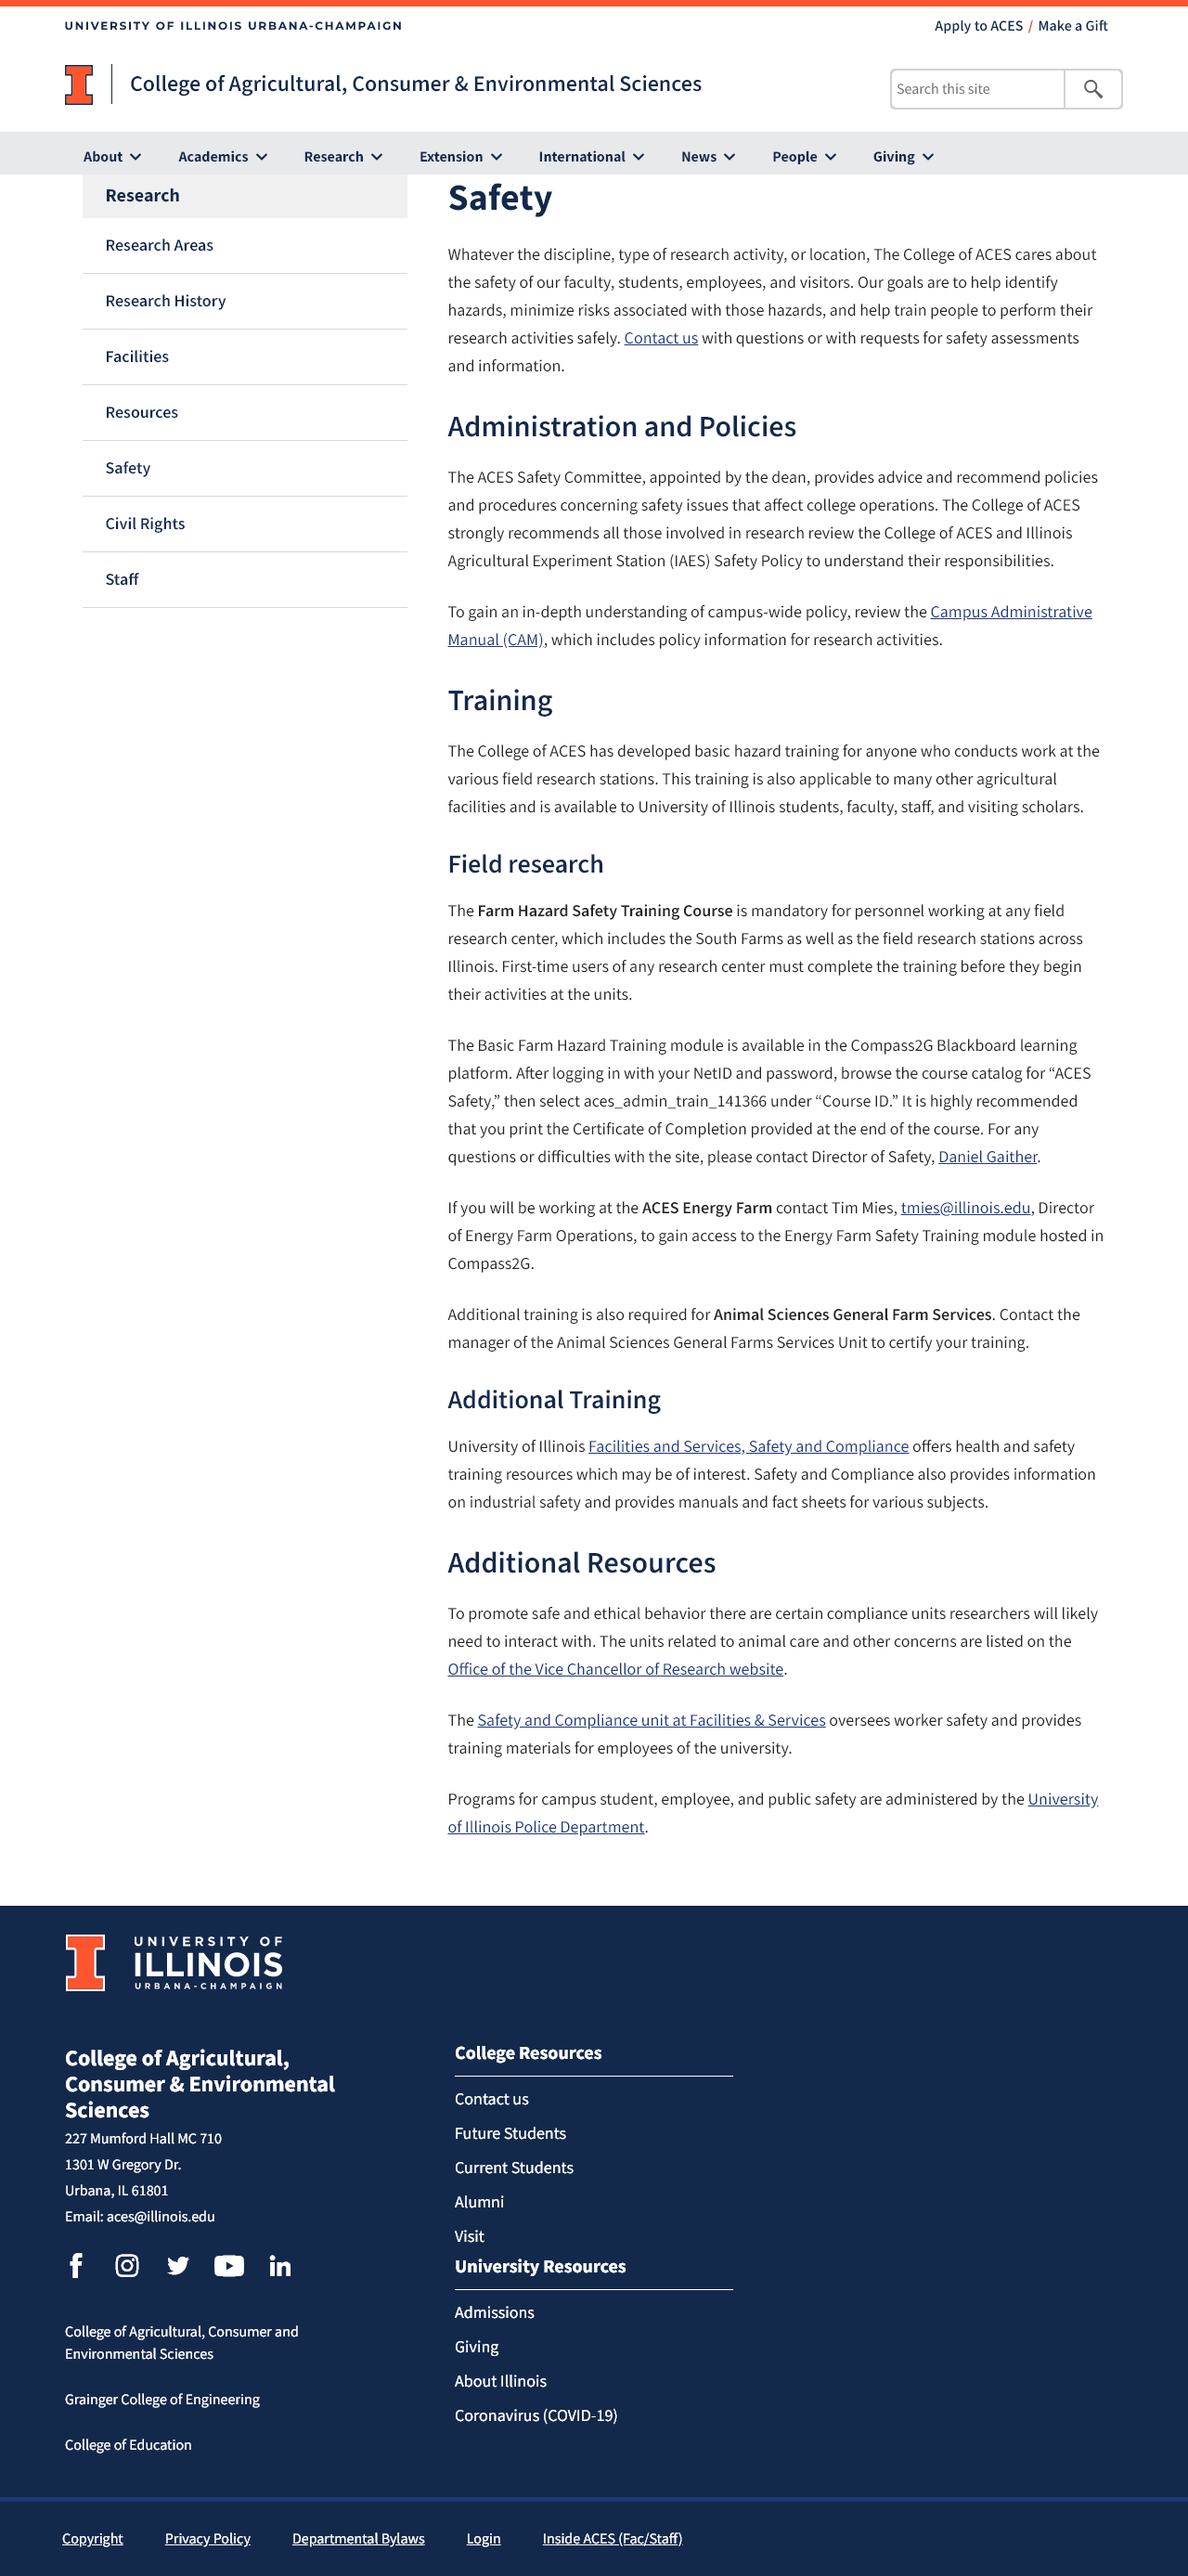 UNIVERSITY OF ILLINOIS URBANA-CHAMPAIGN
Apply to ACES / Make a Gift
College of Agricultural, Consumer & Environmental Sciences
Search this site
About Academics Research Extension International News People Giving
Research
Research Areas
Research History
Facilities
Resources
Safety
Civil Rights
Staff
Safety
Whatever the discipline, type of research activity, or location, The College of ACES cares about
the safety of our faculty, students, employees, and visitors. Our goals are to help identify
hazards, minimize risks associated with those hazards, and help train people to perform their
research activities safely. Contact us with questions or with requests for safety assessments
and information.
Administration and Policies
The ACES Safety Committee, appointed by the dean, provides advice and recommend policies
and procedures concerning safety issues that affect college operations. The College of ACES
strongly recommends all those involved in research review the College of ACES and Illinois
Agricultural Experiment Station (IAES) Safety Policy to understand their responsibilities.
To gain an in-depth understanding of campus-wide policy, review the Campus Administrative
Manual (CAM), which includes policy information for research activities.
Training
The College of ACES has developed basic hazard training for anyone who conducts work at the
various field research stations. This training is also applicable to many other agricultural
facilities and is available to University of Illinois students, faculty, staff, and visiting scholars.
Field research
The Farm Hazard Safety Training Course is mandatory for personnel working at any field
research center, which includes the South Farms as well as the field research stations across
Illinois. First-time users of any research center must complete the training before they begin
their activities at the units.
The Basic Farm Hazard Training module is available in the Compass2G Blackboard learning
platform. After logging in with your NetID and password, browse the course catalog for “ACES
Safety,” then select aces_admin_train_141366 under “Course ID.” It is highly recommended
that you print the Certificate of Completion provided at the end of the course. For any
questions or difficulties with the site, please contact Director of Safety, Daniel Gaither.
If you will be working at the ACES Energy Farm contact Tim Mies, tmies@illinois.edu, Director
of Energy Farm Operations, to gain access to the Energy Farm Safety Training module hosted in
Compass2G.
Additional training is also required for Animal Sciences General Farm Services. Contact the
manager of the Animal Sciences General Farms Services Unit to certify your training.
Additional Training
University of Illinois Facilities and Services, Safety and Compliance offers health and safety
training resources which may be of interest. Safety and Compliance also provides information
on industrial safety and provides manuals and fact sheets for various subjects.
Additional Resources
To promote safe and ethical behavior there are certain compliance units researchers will likely
need to interact with. The units related to animal care and other concerns are listed on the
Office of the Vice Chancellor of Research website.
The Safety and Compliance unit at Facilities & Services oversees worker safety and provides
training materials for employees of the university.
Programs for campus student, employee, and public safety are administered by the University
of Illinois Police Department.
UNIVERSITY OF
ILLINOIS
URBANA-CHAMPAIGN
College of Agricultural,
Consumer & Environmental
Sciences
227 Mumford Hall MC 710
1301 W Gregory Dr.
Urbana, IL 61801
Email: aces@illinois.edu
College of Agricultural, Consumer and
Environmental Sciences
Grainger College of Engineering
College of Education
College Resources
Contact us
Future Students
Current Students
Alumni
Visit
University Resources
Admissions
Giving
About Illinois
Coronavirus (COVID-19)
Copyright Privacy Policy Departmental Bylaws Login Inside ACES (Fac/Staff)